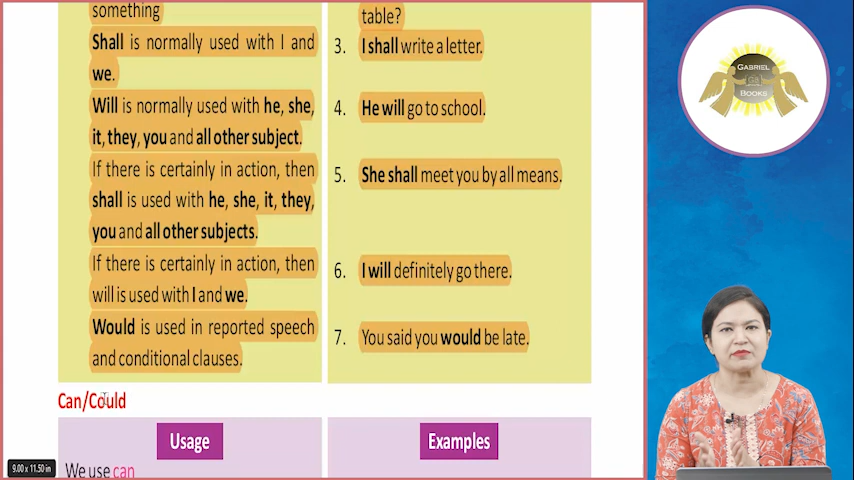 something
Shall is normally used with I and
we.
Will is normally used with he, she,
it, they, you and all other subject.
If there is certainly in action, then
shall is used with he, she, it, they,
you and all other subjects.
If there is certainly in action, then
will is used with I and we.
Would is used in reported speech
and conditional clauses.
table?
3. I shall write a letter.
4. He will go to school.
5. She shall meet you by all means.
6. I will definitely go there.
7. You said you would be late.
Can/Could
Usage
Examples
We use can
9.00 x 11.50 in
GABRIEL
BOOKS